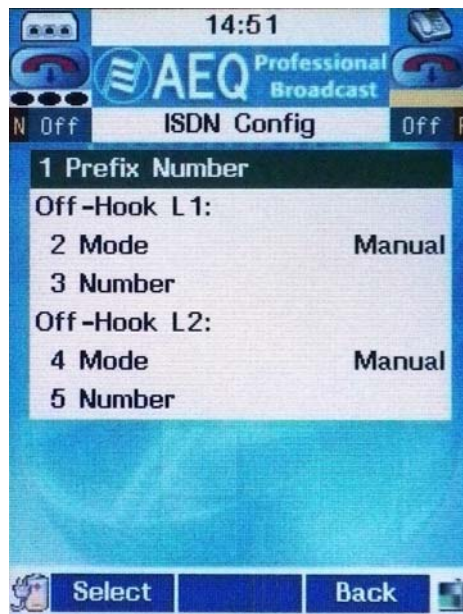 14:51
AEQ Professional Broadcast
N Off ISDN Config Off
1 Prefix Number
Off-Hook L1:
2 Mode Manual
3 Number
Off-Hook L2:
4 Mode Manual
5 Number
Select Back